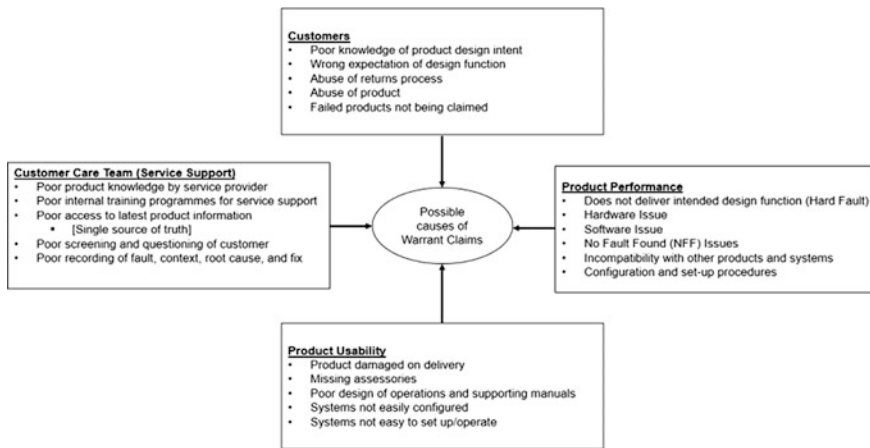 Customers
• Poor knowledge of product design intent
• Wrong expectation of design function
• Abuse of returns process
• Abuse of product
• Failed products not being claimed
Customer Care Team (Service Support)
• Poor product knowledge by service provider
• Poor internal training programmes for service support
• Poor access to latest product information
▪ [Single source of truth]
• Poor screening and questioning of customer
• Poor recording of fault, context, root cause, and fix
Possible
causes of
Warrant Claims
Product Performance
• Does not deliver intended design function (Hard Fault)
• Hardware Issue
• Software Issue
• No Fault Found (NFF) Issues
• Incompatibility with other products and systems
• Configuration and set-up procedures
Product Usability
• Product damaged on delivery
• Missing assessories
• Poor design of operations and supporting manuals
• Systems not easily configured
• Systems not easy to set up/operate